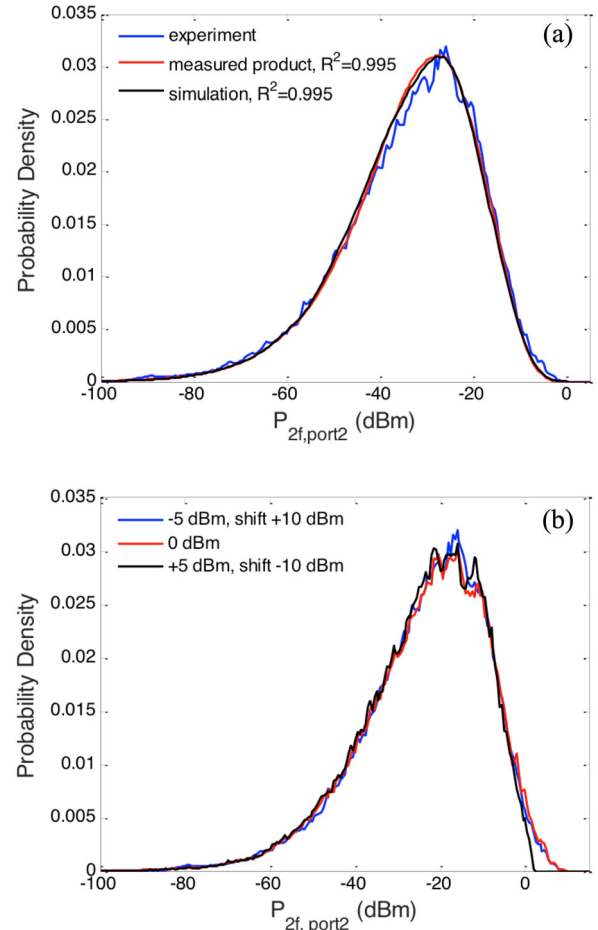 (a)
experiment
measured product, R²=0.995
simulation, R²=0.995
0.035
0.03
0.025
0.02
0.015
0.01
0.005
0
Probability Density
-100 -80 -60 -40 -20 0
P2f,port2 (dBm)
(b)
-5 dBm, shift +10 dBm
0 dBm
+5 dBm, shift -10 dBm
0.035
0.03
0.025
0.02
0.015
0.01
0.005
0
Probability Density
-100 -80 -60 -40 -20 0
P2f, port2 (dBm)